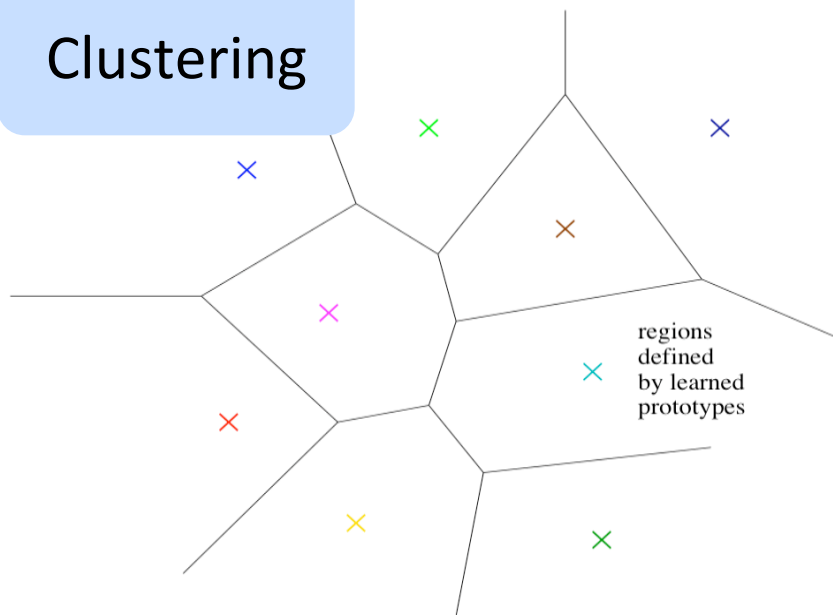 Clustering
regions
defined
by learned
prototypes